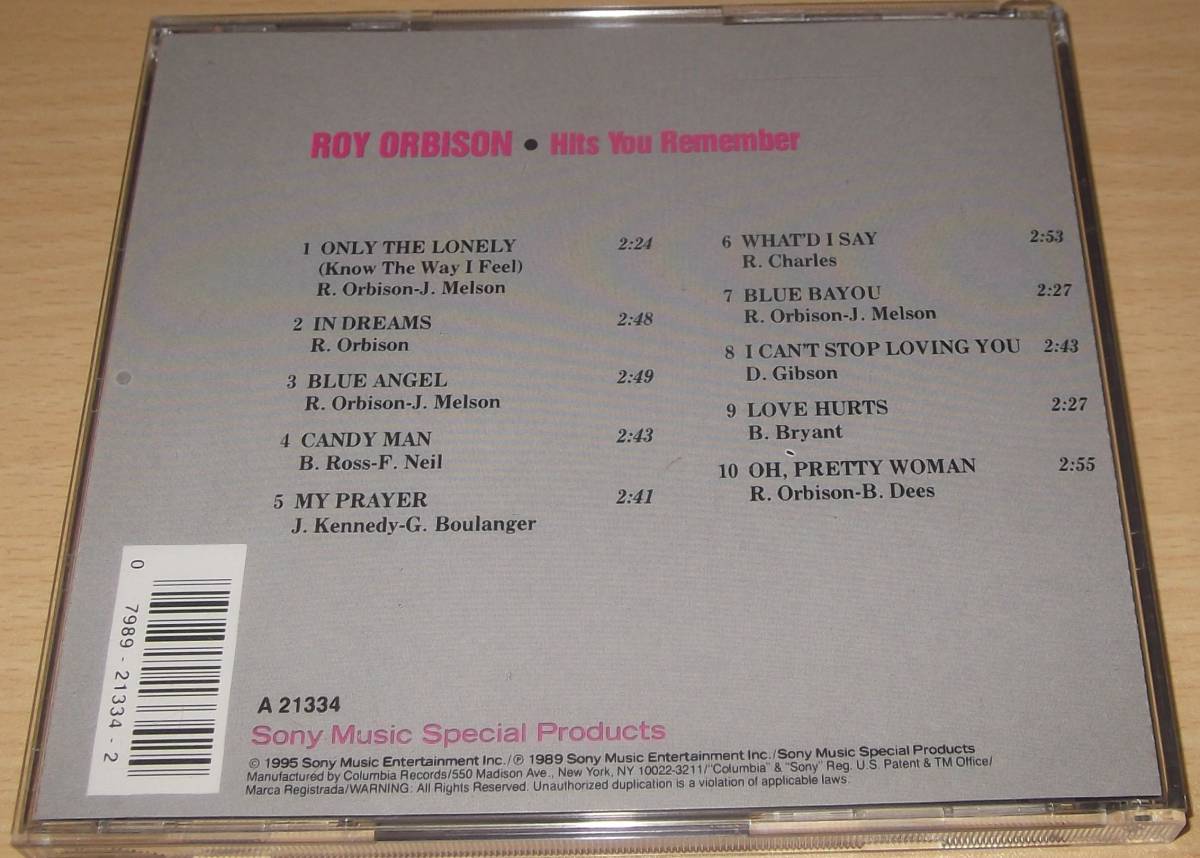 ROY ORBISON • Hits You Remember
1 ONLY THE LONELY 2:24
(Know The Way I Feel)
R. Orbison-J. Melson
2 IN DREAMS 2:48
R. Orbison
3 BLUE ANGEL 2:49
R. Orbison-J. Melson
4 CANDY MAN 2:43
B. Ross-F. Neil
5 MY PRAYER 2:41
J. Kennedy-G. Boulanger
6 WHAT'D I SAY 2:53
R. Charles
7 BLUE BAYOU 2:27
R. Orbison-J. Melson
8 I CAN'T STOP LOVING YOU 2:43
D. Gibson
9 LOVE HURTS 2:27
B. Bryant
10 OH, PRETTY WOMAN 2:55
R. Orbison-B. Dees
0 7989-21334-2
A 21334
Sony Music Special Products
© 1995 Sony Music Entertainment Inc./℗ 1989 Sony Music Entertainment Inc./Sony Music Special Products
Manufactured by Columbia Records/550 Madison Ave., New York, NY 10022-3211/"Columbia" & "Sony" Reg. U.S. Patent & TM Office/
Marca Registrada/WARNING: All Rights Reserved. Unauthorized duplication is a violation of applicable laws.